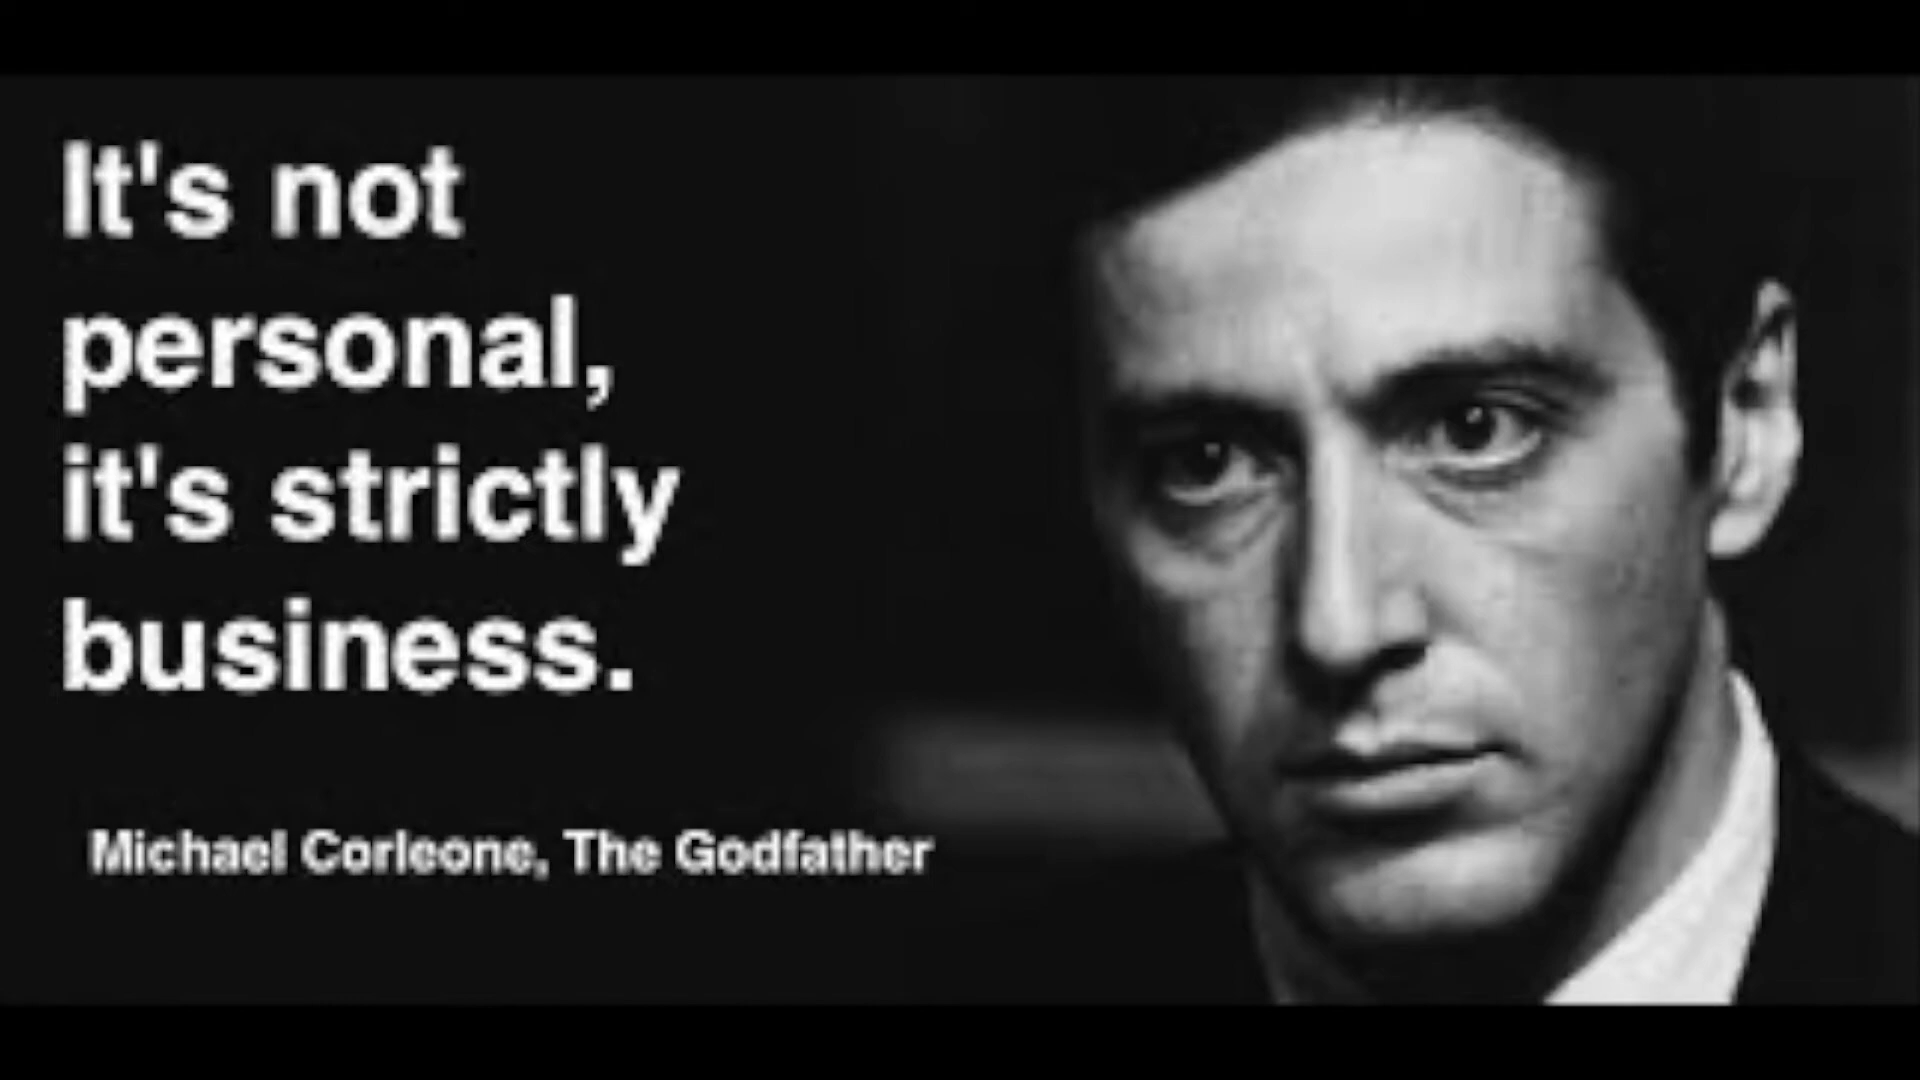 It's not
personal,
it's strictly
business.
Michael Corleone, The Godfather